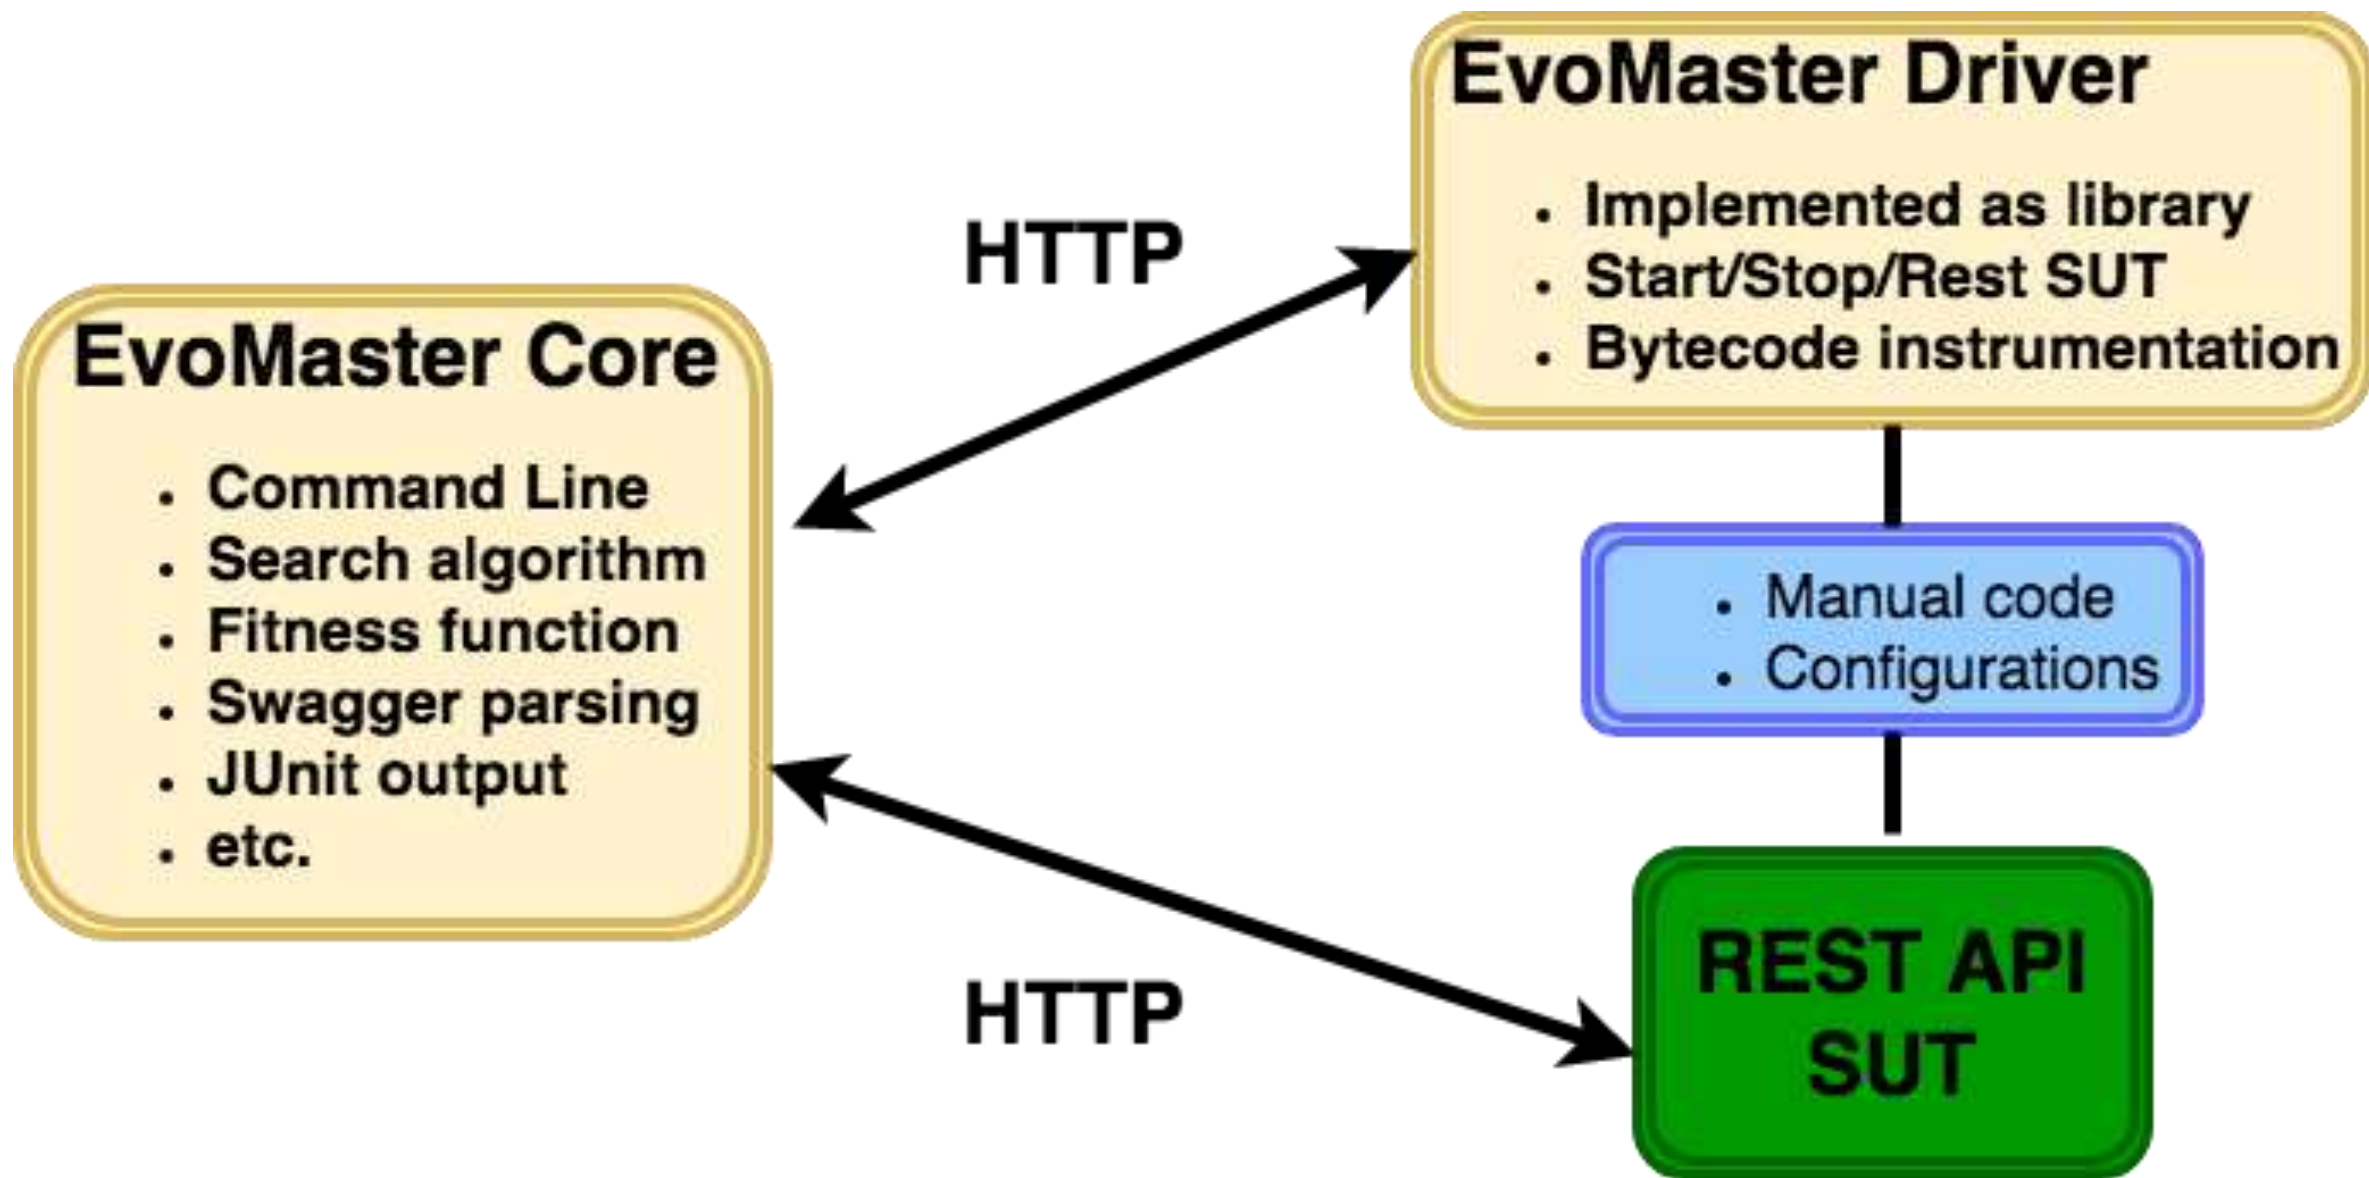 EvoMaster Core
• Command Line
• Search algorithm
• Fitness function
• Swagger parsing
• JUnit output
• etc.
HTTP
HTTP
EvoMaster Driver
• Implemented as library
• Start/Stop/Rest SUT
• Bytecode instrumentation
• Manual code
• Configurations
REST API
SUT